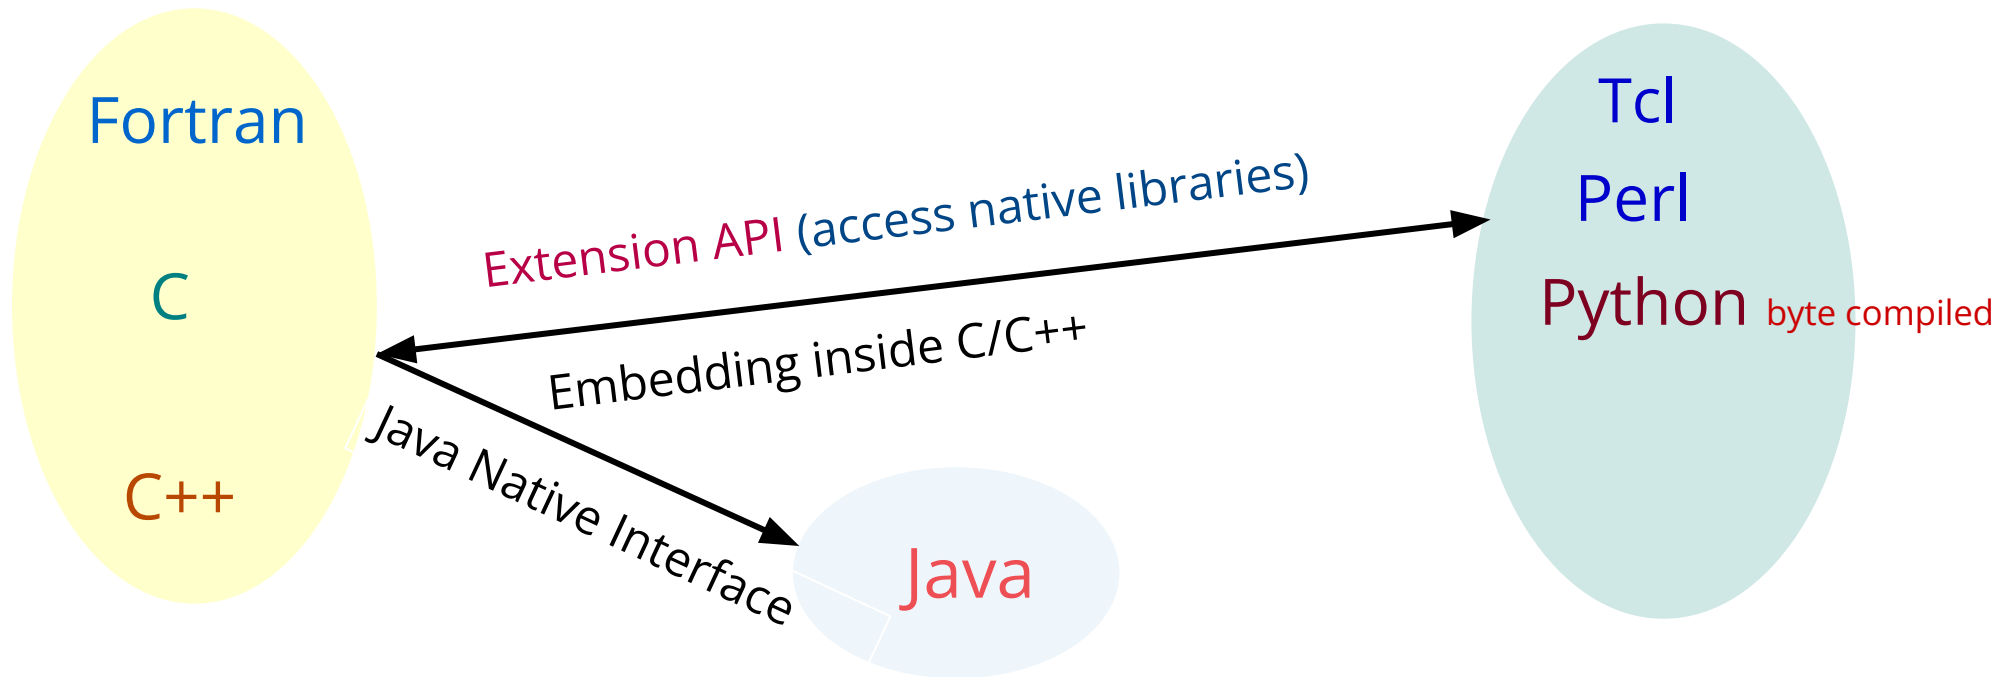 Fortran
C
C++
Extension API (access native libraries)
Embedding inside C/C++
Java Native Interface
Java
Tcl
Perl
Python byte compiled